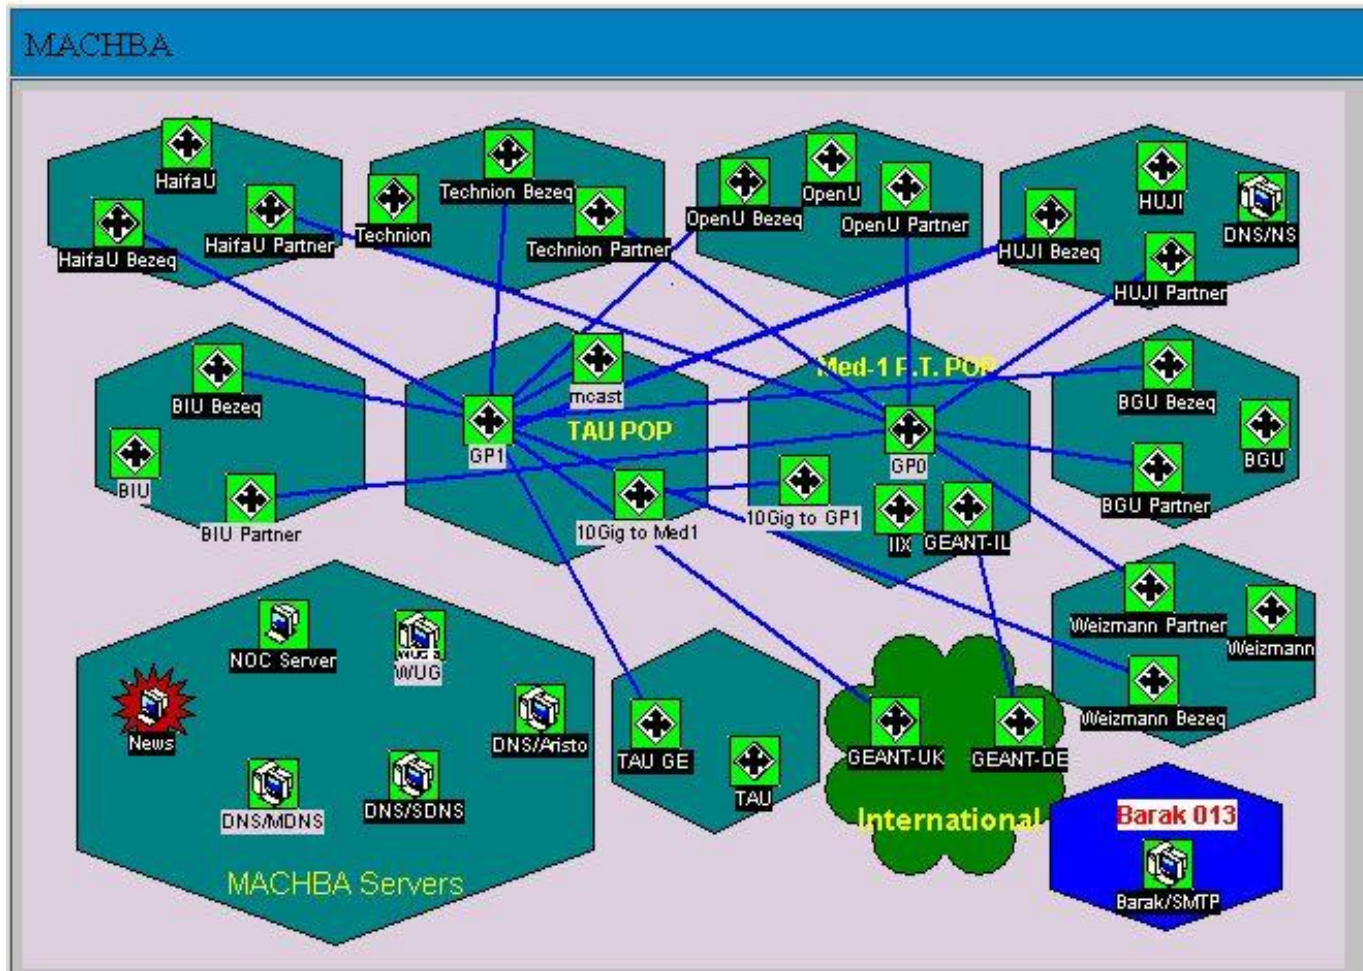 MACHBA
HaifaU
HaifaU Bezeq
HaifaU Partner
Technion
Technion Bezeq
Technion Partner
OpenU Bezeq
OpenU
OpenU Partner
HUJI
HUJI Bezeq
DNS/NS
HUJI Partner
BIU Bezeq
BIU
BIU Partner
mcast
TAU POP
GP1
10Gig to Med1
Med-1 P.T. POP
GP0
10Gig to GP1
IIX
GEANT-IL
BGU Bezeq
BGU
BGU Partner
Weizmann Partner
Weizmann
Weizmann Bezeq
NOC Server
WUG
News
DNS/Aristo
DNS/MDNS
DNS/SDNS
MACHBA Servers
TAU GE
TAU
GEANT-UK
GEANT-DE
International
Barak 013
Barak/SMTP